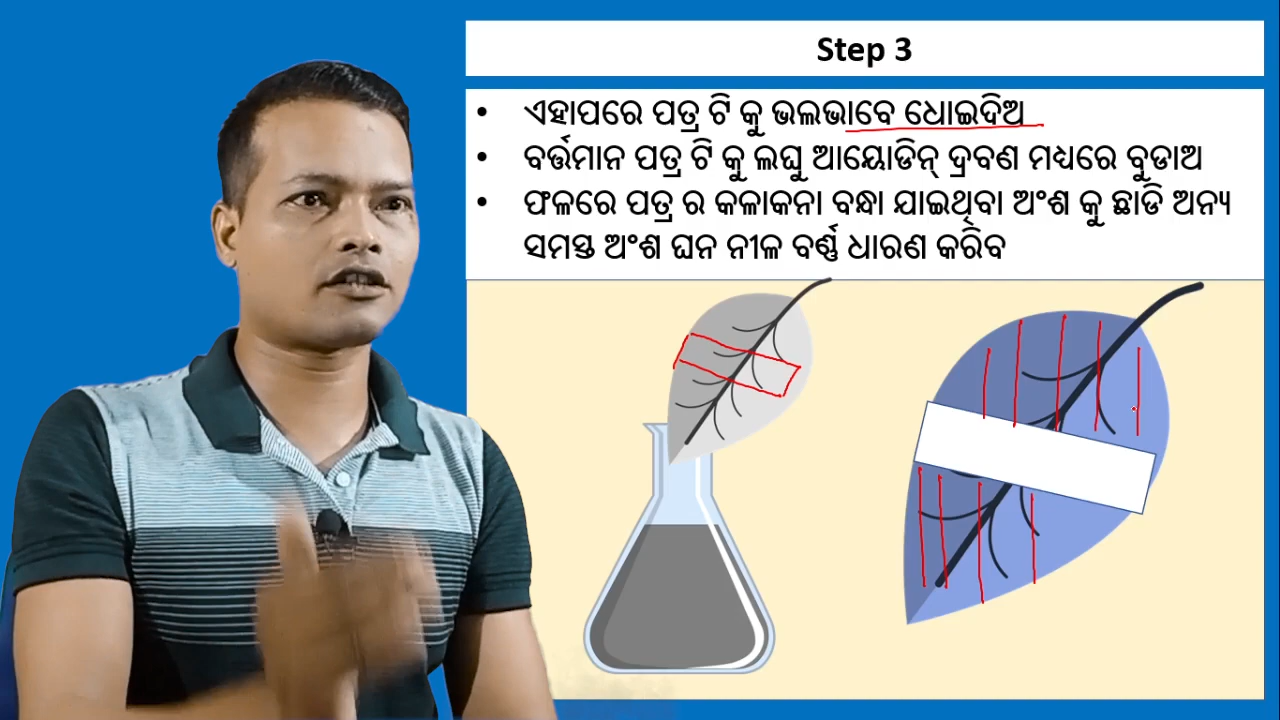 Step 3
• ଏହାପରେ ପତ୍ର ଟି କୁ ଭଲଭାବେ ଧୋଇଦିଅ
• ବର୍ତ୍ତମାନ ପତ୍ର ଟି କୁ ଲଘୁ ଆୟୋଡିନ୍ ଦ୍ରବଣ ମଧ୍ୟରେ ବୁଡାଅ
• ଫଳରେ ପତ୍ର ର କଳାକନା ବନ୍ଧା ଯାଇଥିବା ଅଂଶ କୁ ଛାଡି ଅନ୍ୟ
ସମସ୍ତ ଅଂଶ ଘନ ନୀଳ ବର୍ଣ୍ଣ ଧାରଣ କରିବ